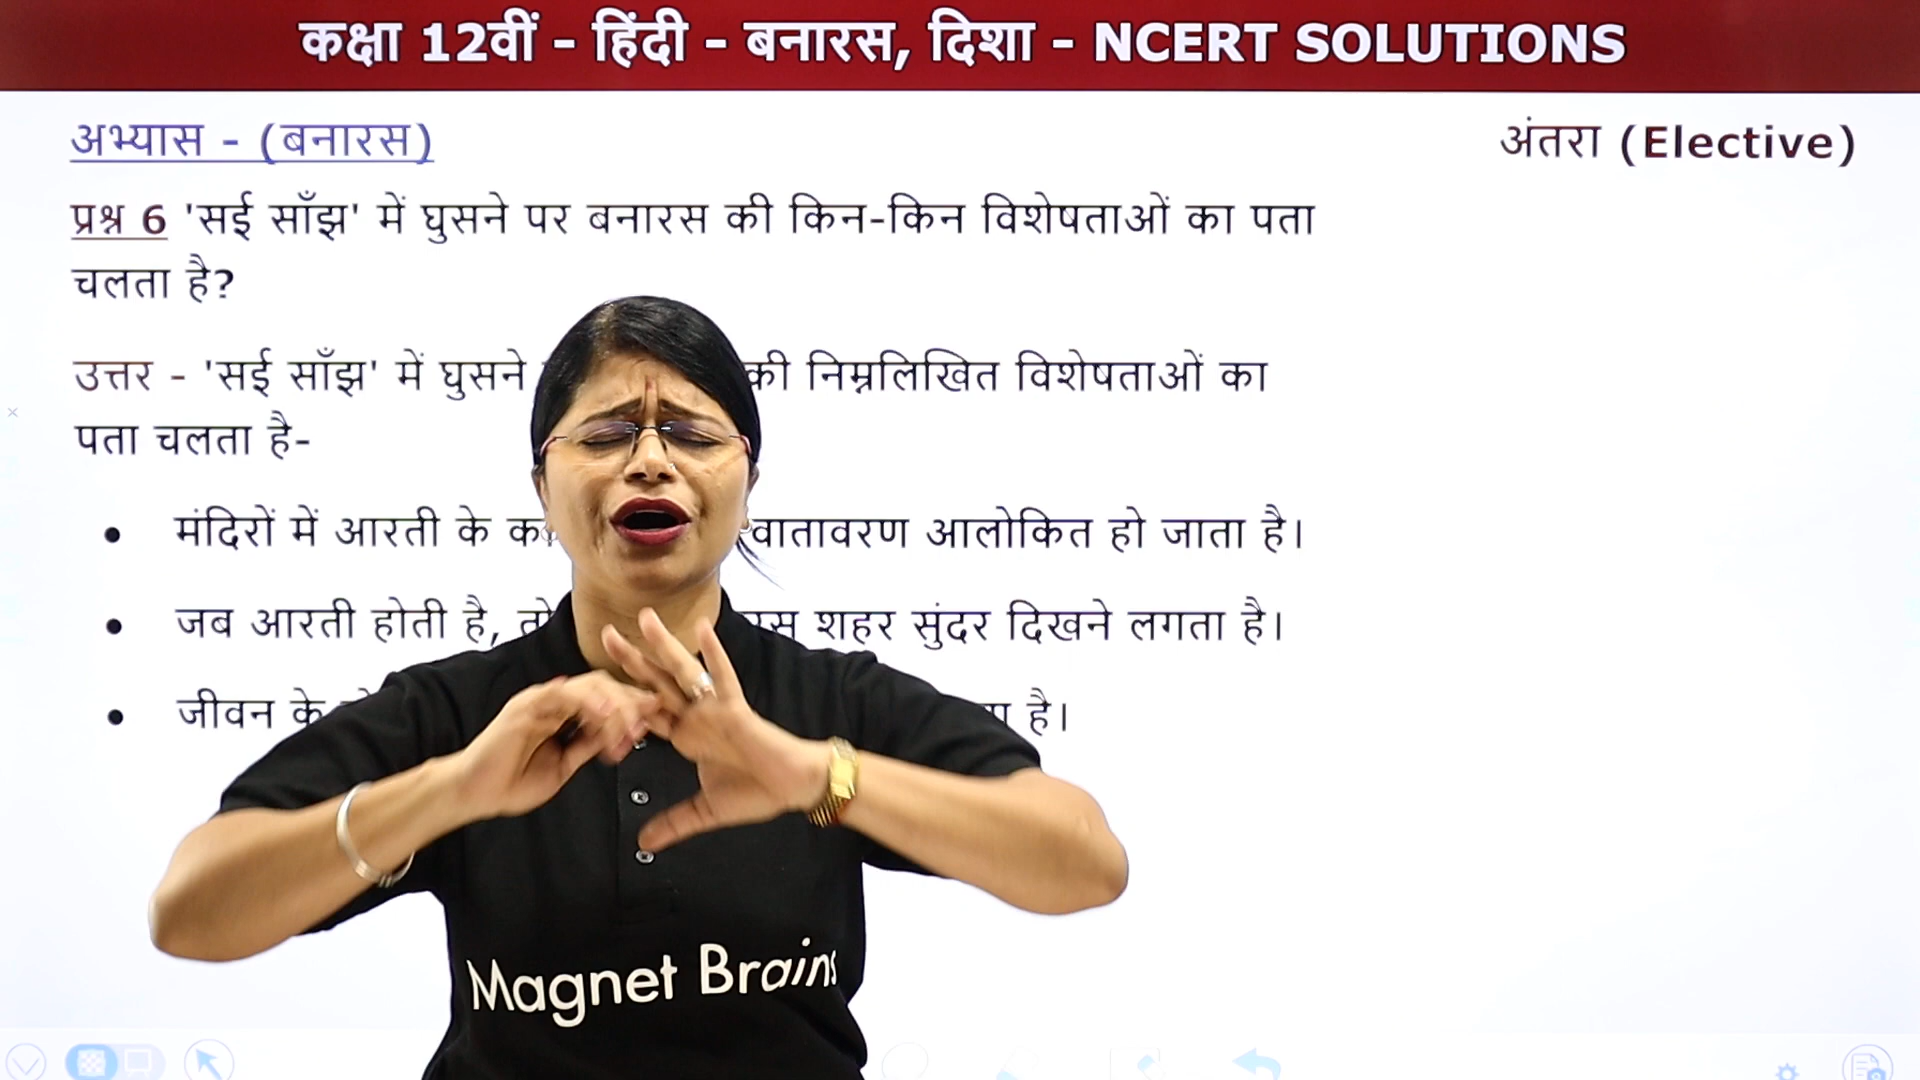 कक्षा 12वीं - हिंदी - बनारस, दिशा - NCERT SOLUTIONS
अभ्यास - (बनारस)
अंतरा (Elective)
प्रश्न 6 'सई साँझ' में घुसने पर बनारस की किन-किन विशेषताओं का पता
चलता है?
उत्तर - 'सई साँझ' में घुसने की निम्नलिखित विशेषताओं का
पता चलता है-
• मंदिरों में आरती के वातावरण आलोकित हो जाता है।
• जब आरती होती है, शहर सुंदर दिखने लगता है।
• जीवन के है।
Magnet Brains